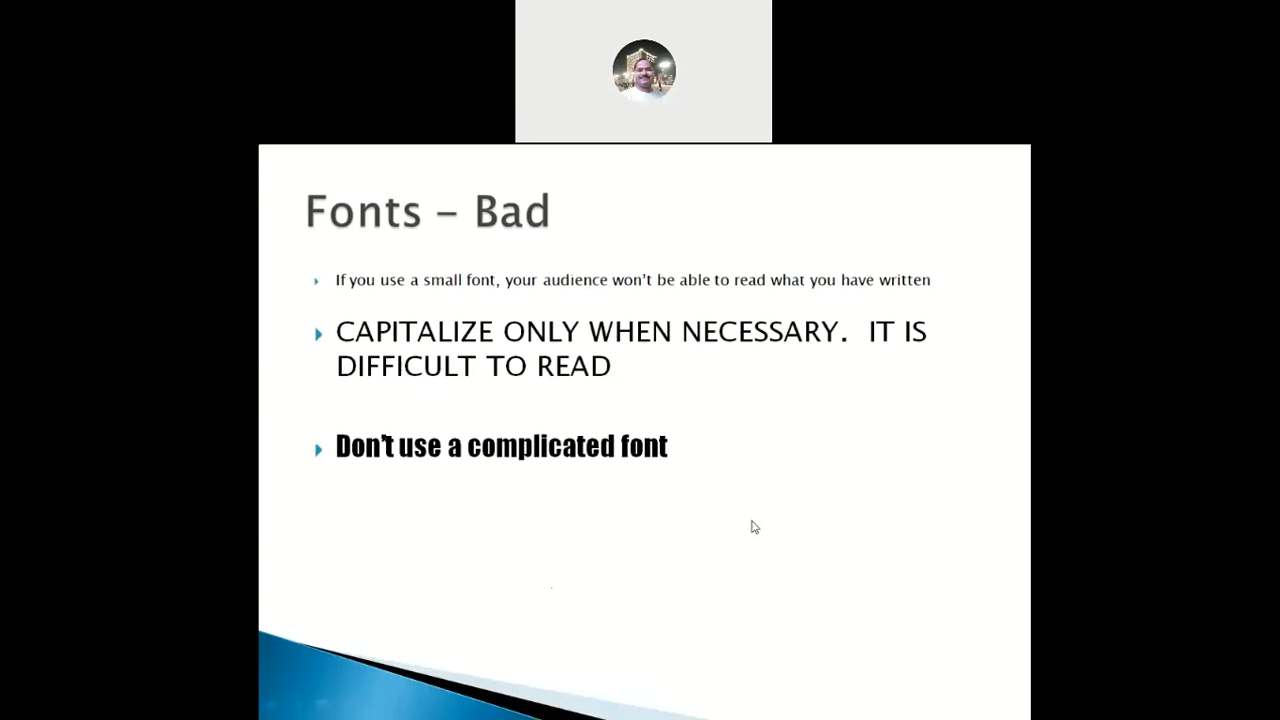 Fonts – Bad
If you use a small font, your audience won't be able to read what you have written
CAPITALIZE ONLY WHEN NECESSARY.  IT IS
DIFFICULT TO READ
Don't use a complicated font